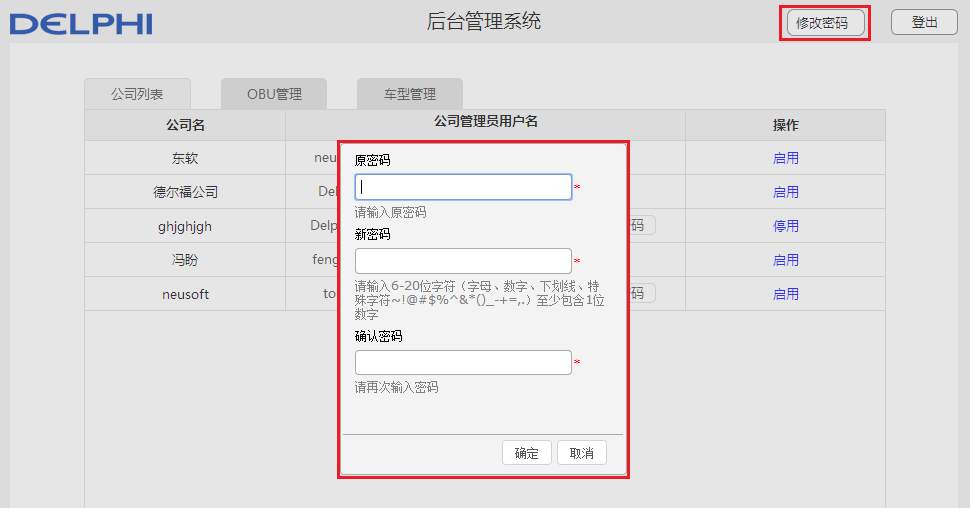 DELPHI
后台管理系统
修改密码
登出
公司列表
OBU管理
车型管理
公司名
公司管理员用户名
操作
东软
neu
启用
德尔福公司
Del
启用
ghjghjgh
Delp
码
停用
冯盼
feng
启用
neusoft
to
码
启用
原密码
*
请输入原密码
新密码
*
请输入6-20位字符（字母、数字、下划线、特
殊字符~!@#$%^&*()_-+=,.）至少包含1位
数字
确认密码
*
请再次输入密码
确定
取消